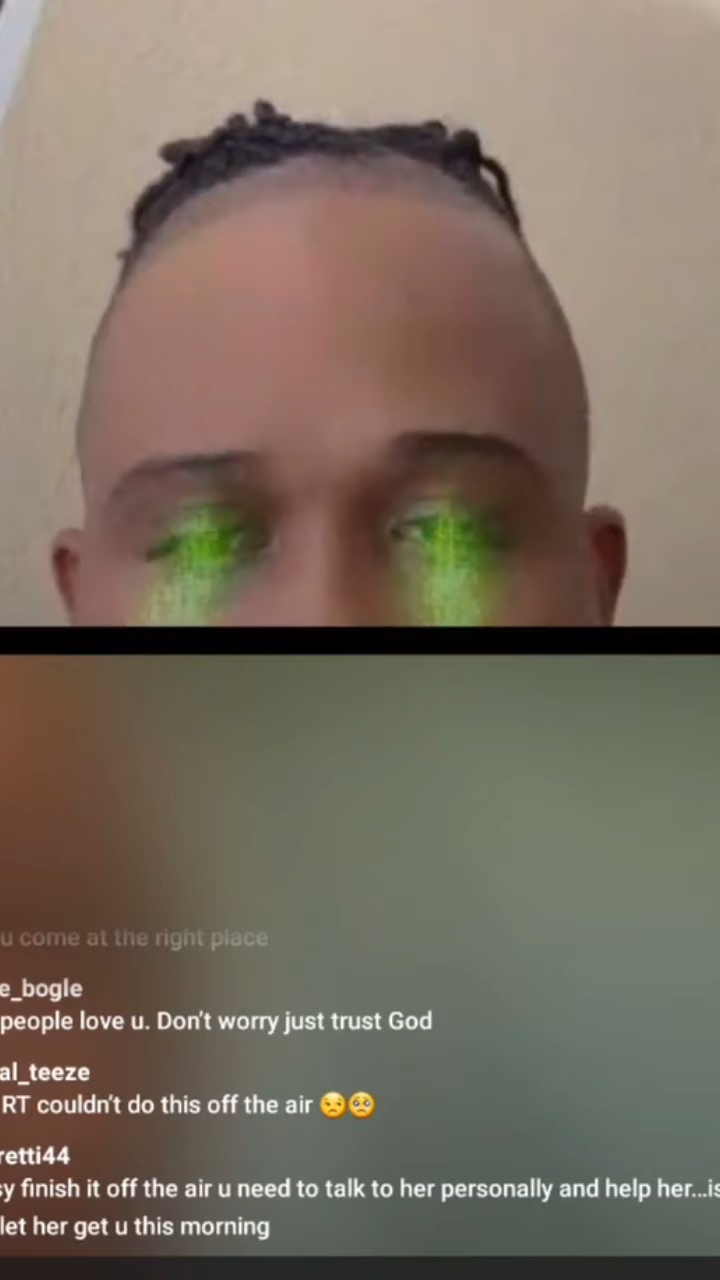 u come at the right place
e_bogle
people love u. Don't worry just trust God
al_teeze
RT couldn't do this off the air 😒🥺
retti44
sy finish it off the air u need to talk to her personally and help her...is
let her get u this morning